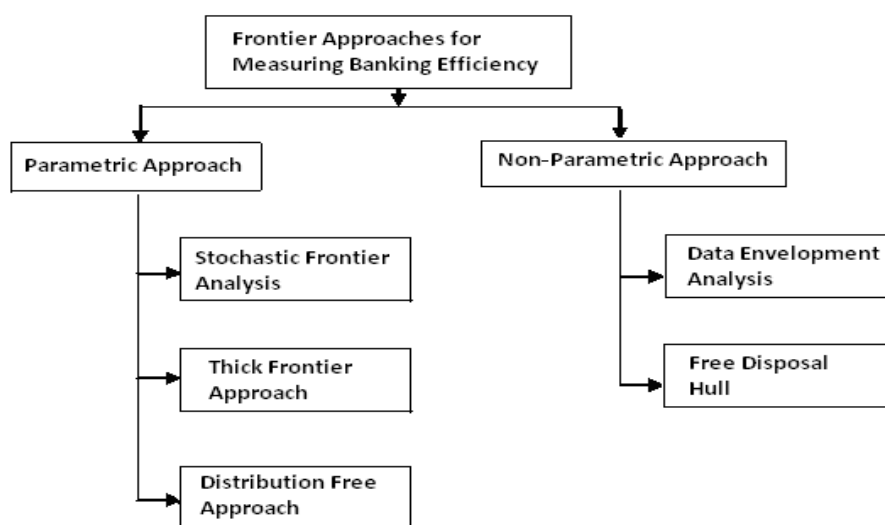 Frontier Approaches for
Measuring Banking Efficiency
Parametric Approach
Non-Parametric Approach
Stochastic Frontier
Analysis
Data Envelopment
Analysis
Thick Frontier
Approach
Free Disposal
Hull
Distribution Free
Approach